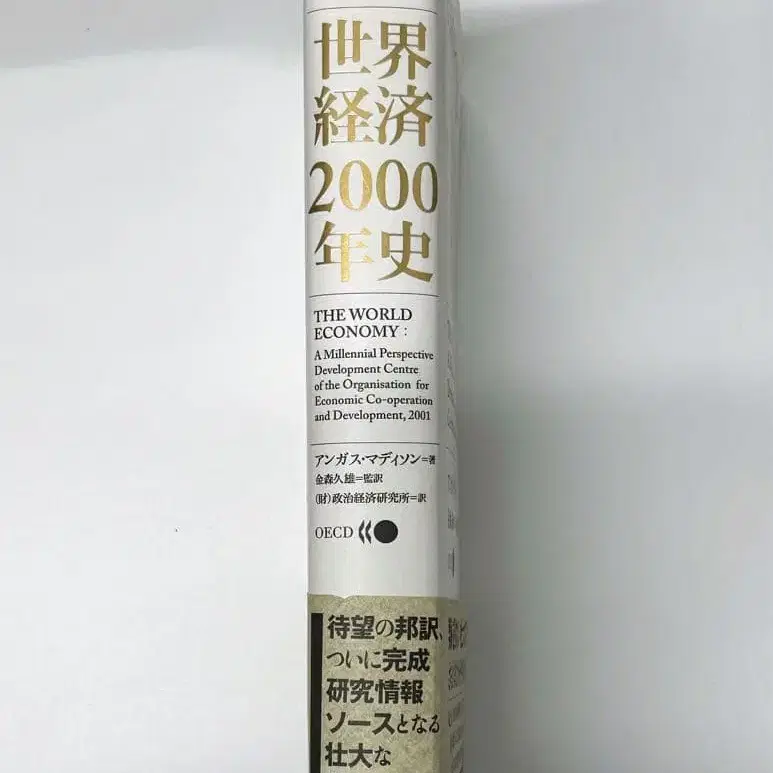 世界
経済
2000
年史
THE WORLD
ECONOMY :
A Millennial Perspective
Development Centre
of the Organisation for
Economic Co-operation
and Development, 2001
アンガス・マディソン=著
金森久雄=監訳
(財)政治経済研究所=訳
OECD
待望の邦訳、
ついに完成
研究情報
ソースとなる
壮大な